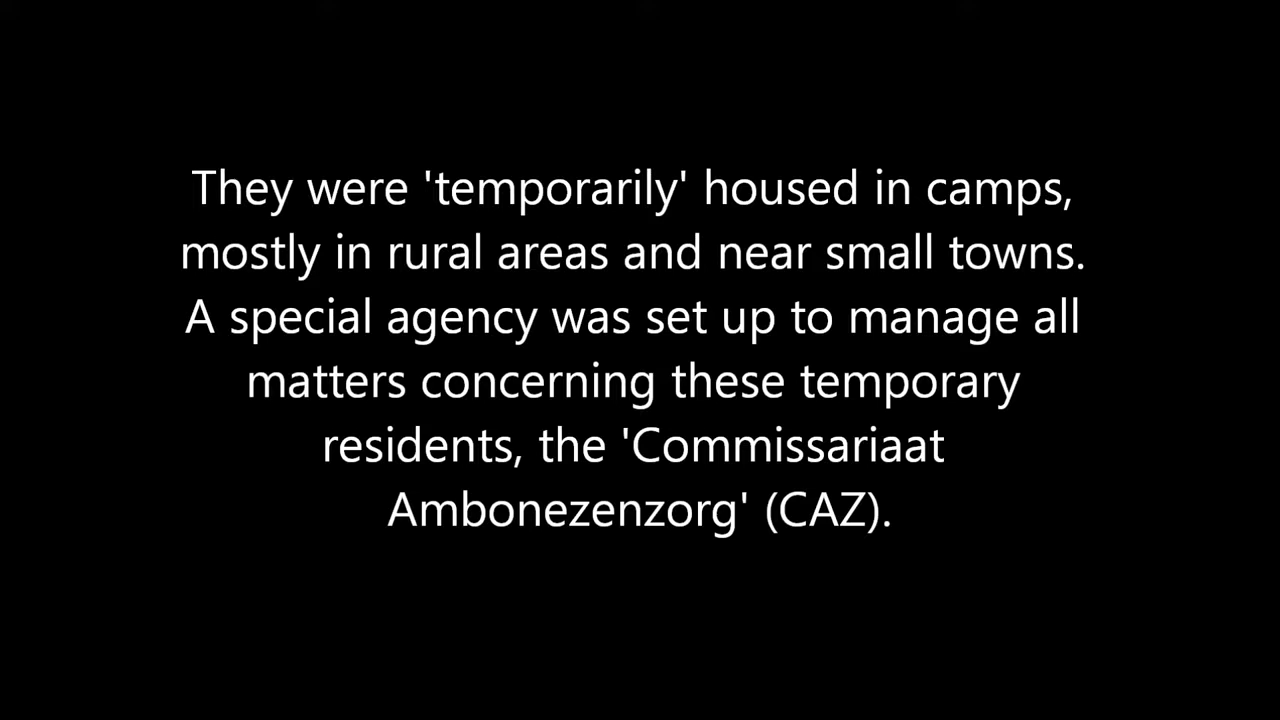 They were 'temporarily' housed in camps,
mostly in rural areas and near small towns.
A special agency was set up to manage all
matters concerning these temporary
residents, the 'Commissariaat
Ambonezenzorg' (CAZ).